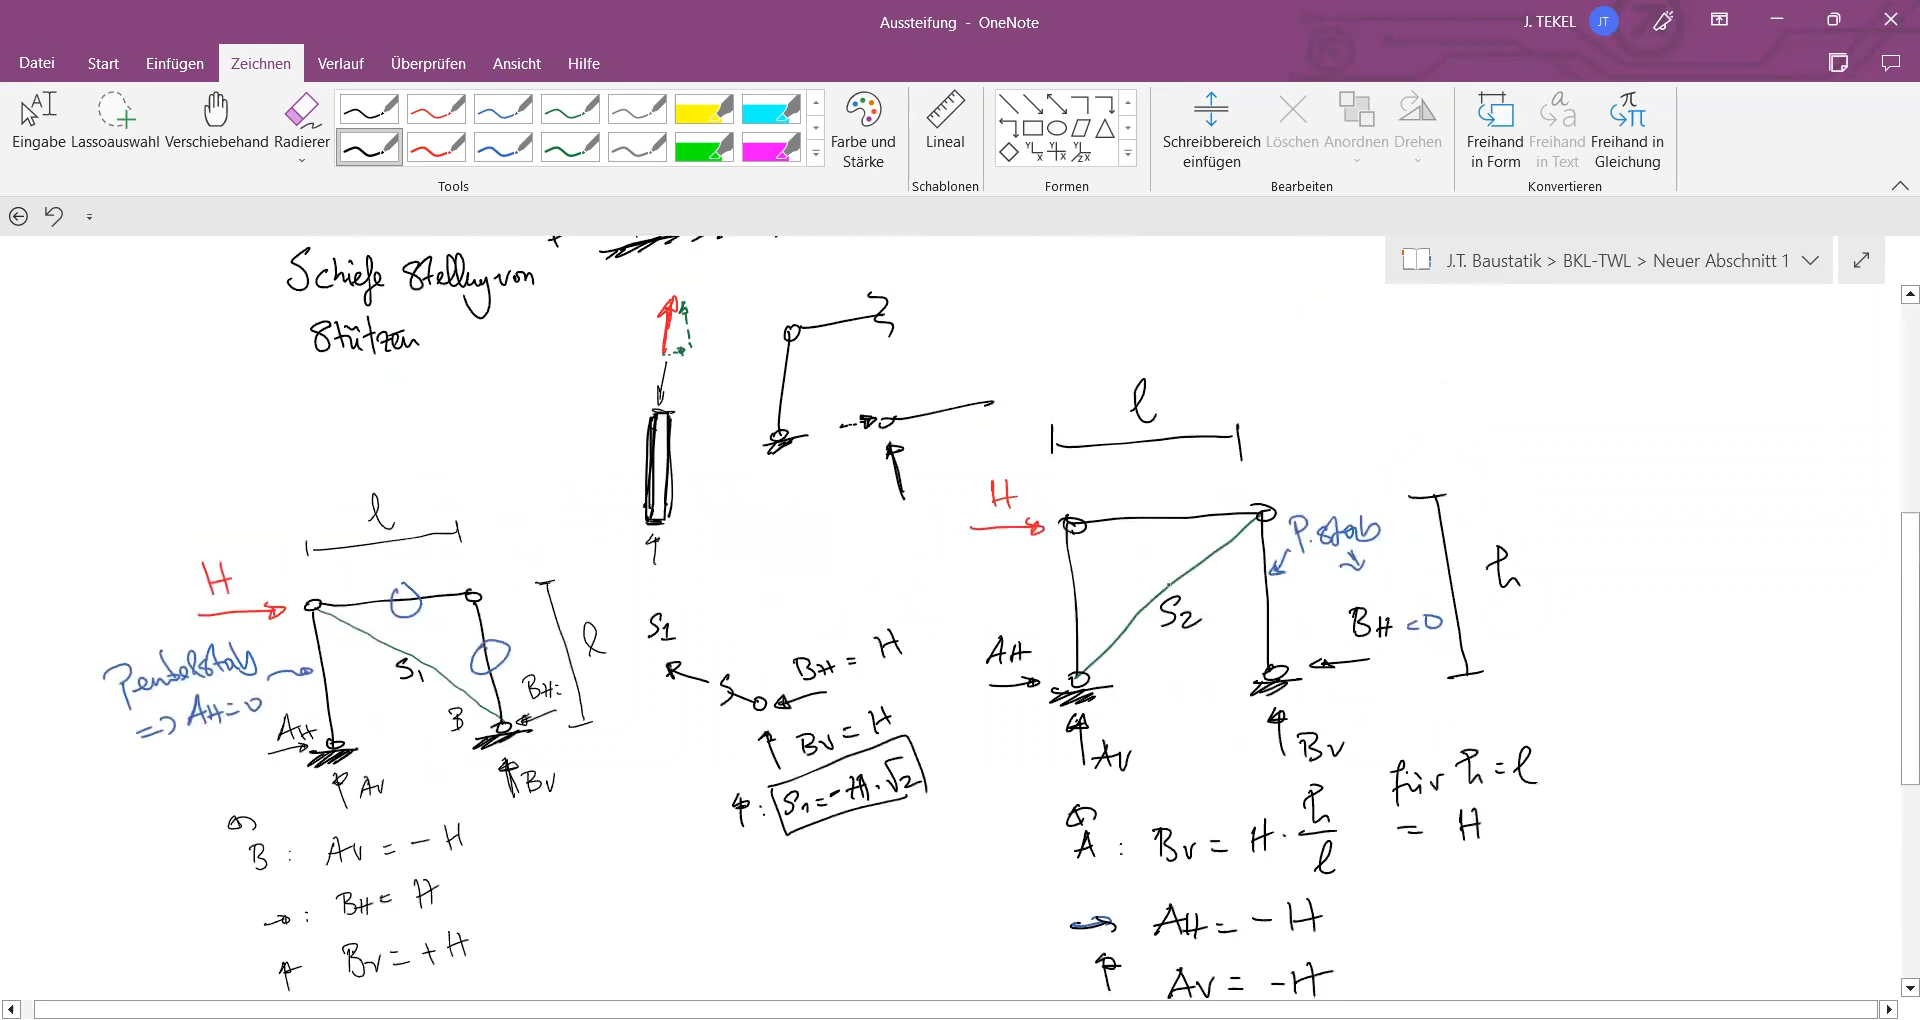 Aussteifung - OneNote
J. TEKEL
JT
Datei Start Einfügen Zeichnen Verlauf Überprüfen Ansicht Hilfe
Eingabe Lassoauswahl Verschiebehand Radierer
Farbe und Stärke
Lineal
Schreibbereich einfügen
Löschen Anordnen Drehen
Freihand in Form
Freihand in Text
Freihand in Gleichung
Tools Schablonen Formen Bearbeiten Konvertieren
J.T. Baustatik > BKL-TWL > Neuer Abschnitt 1
Schiefe Stellung von
Stützen
l
H
l
Pendelstab
=> AH=0
S1
B
BH=
AH
AV
BV
B : AV = - H
→ : BH = H
↑ BV = + H
S1
BH = H
BV = H
↑ : S1 = -H · √2
l
H
P.stab
h
S2
BH =0
AH
AV
BV
A : BV = H · h/l
für h = l
= H
→ AH = - H
↑ AV = -H